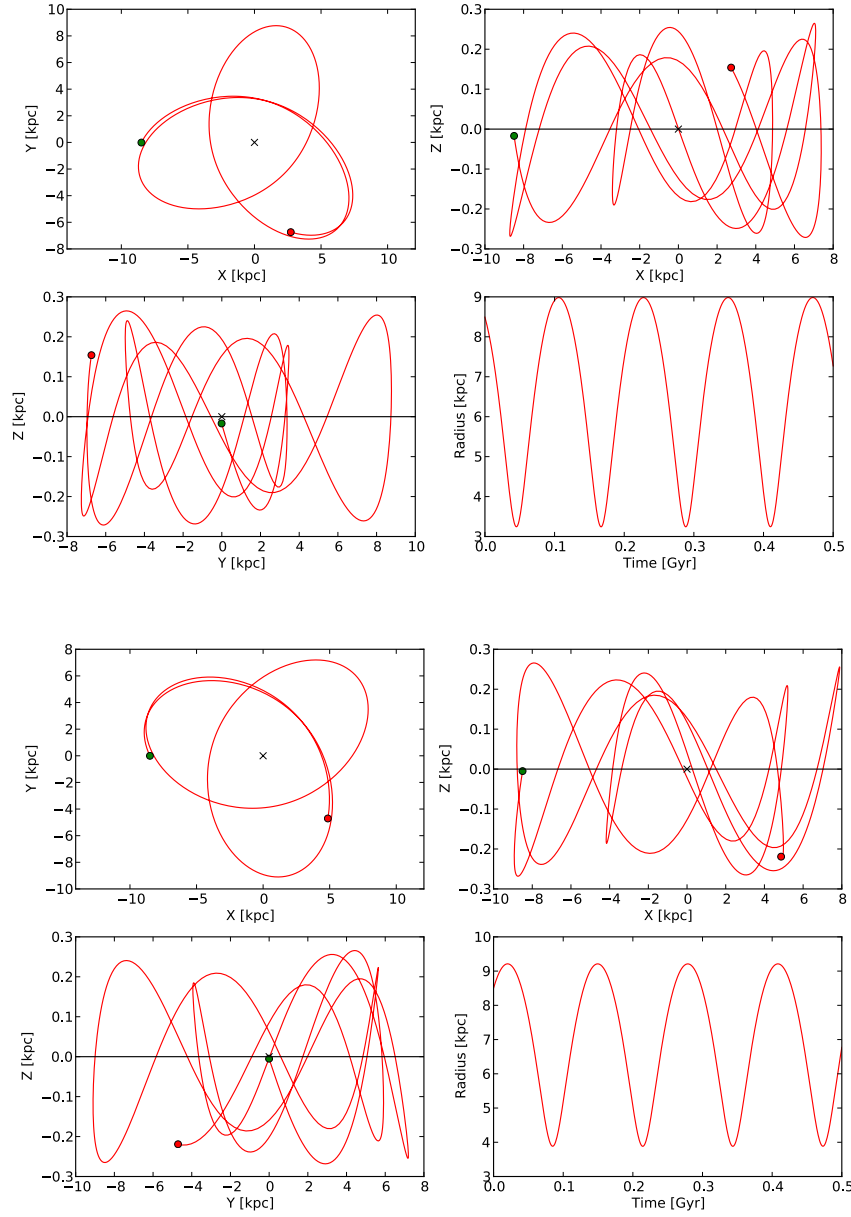 Y [kpc]
10
8
6
4
2
0
−2
−4
−6
−8
−10 −5 0 5 10
X [kpc]
Z [kpc]
0.3
0.2
0.1
0.0
−0.1
−0.2
−0.3
−10 −8 −6 −4 −2 0 2 4 6 8
X [kpc]
Z [kpc]
0.3
0.2
0.1
0.0
−0.1
−0.2
−0.3
−8 −6 −4 −2 0 2 4 6 8 10
Y [kpc]
Radius [kpc]
9
8
7
6
5
4
3
0.0 0.1 0.2 0.3 0.4 0.5
Time [Gyr]
Y [kpc]
8
6
4
2
0
−2
−4
−6
−8
−10
−10 −5 0 5 10
X [kpc]
Z [kpc]
0.3
0.2
0.1
0.0
−0.1
−0.2
−0.3
−10 −8 −6 −4 −2 0 2 4 6 8
X [kpc]
Z [kpc]
0.3
0.2
0.1
0.0
−0.1
−0.2
−0.3
−10 −8 −6 −4 −2 0 2 4 6 8
Y [kpc]
Radius [kpc]
10
9
8
7
6
5
4
3
0.0 0.1 0.2 0.3 0.4 0.5
Time [Gyr]